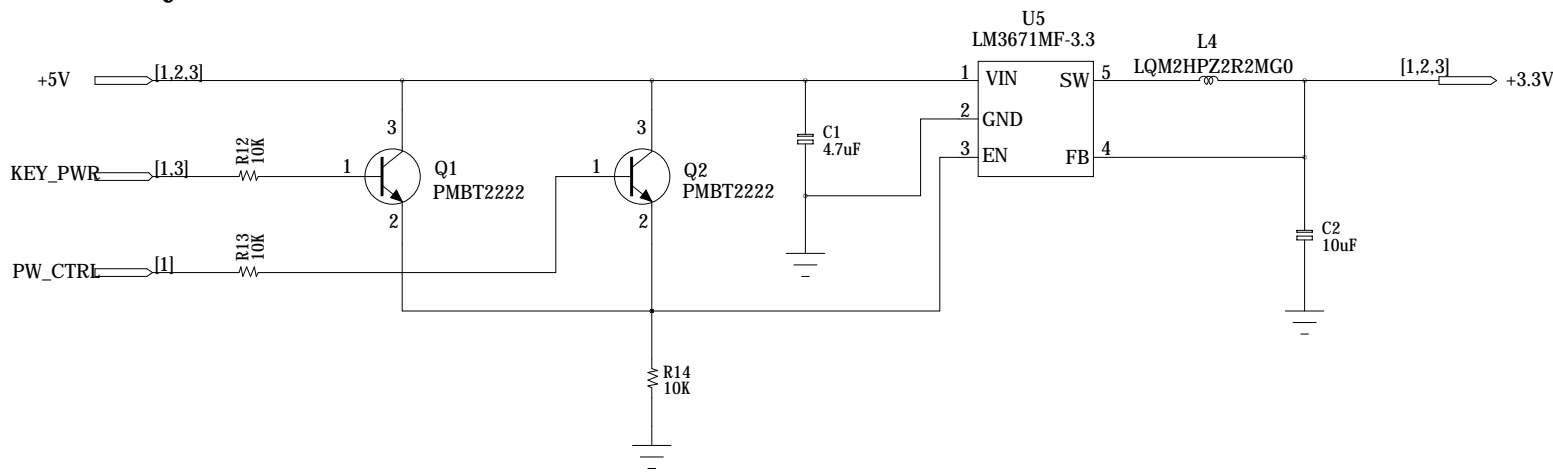 U5
LM3671MF-3.3
L4
LQM2HPZ2R2MG0
+5V
[1,2,3]
1
VIN
SW
5
[1,2,3]
+3.3V
2
GND
3
EN
FB
4
C1
4.7uF
KEY_PWR
[1,3]
R12
10K
1
3
Q1
PMBT2222
2
1
3
Q2
PMBT2222
2
PW_CTRL
[1]
R13
10K
C2
10uF
R14
10K